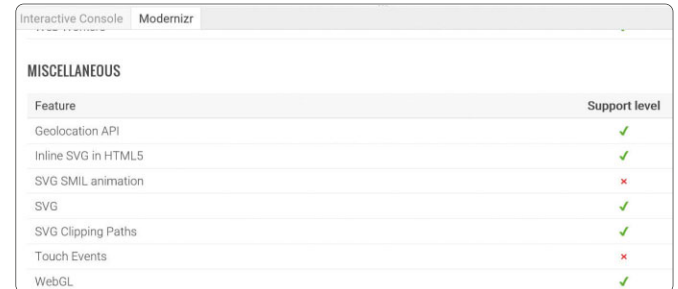 Interactive Console Modernizr
MISCELLANEOUS
Feature Support level
Geolocation API
Inline SVG in HTML5
SVG SMIL animation
SVG
SVG Clipping Paths
Touch Events
WebGL